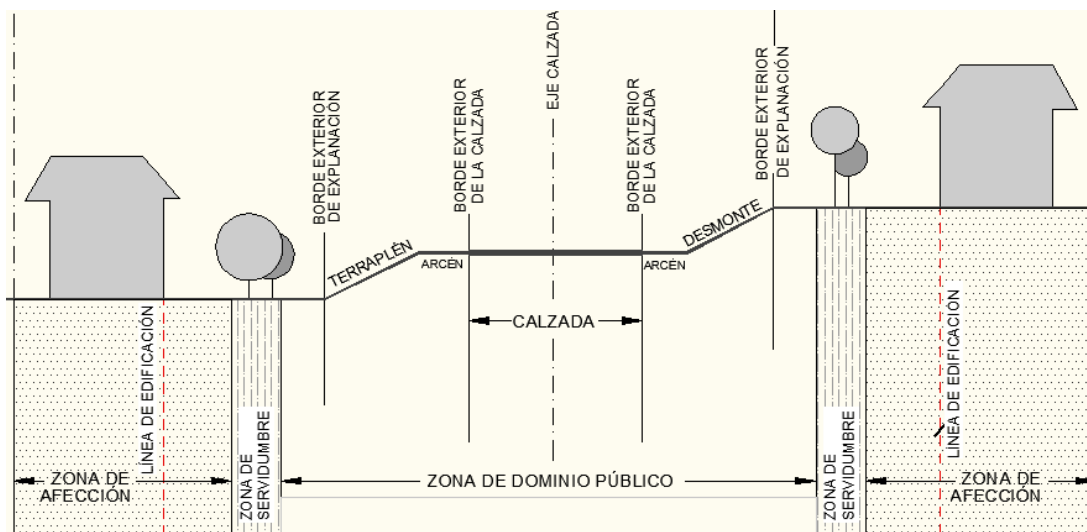 EJE CALZADA
BORDE EXTERIOR
DE EXPLANACIÓN
BORDE EXTERIOR
DE LA CALZADA
BORDE EXTERIOR
DE LA CALZADA
BORDE EXTERIOR
DE EXPLANACIÓN
TERRAPLÉN
ARCÉN
ARCÉN
DESMONTE
CALZADA
LÍNEA DE EDIFICACIÓN
ZONA DE
SERVIDUMBRE
ZONA DE
SERVIDUMBRE
LÍNEA DE EDIFICACIÓN
ZONA DE
AFECCIÓN
ZONA DE DOMINIO PÚBLICO
ZONA DE
AFECCIÓN